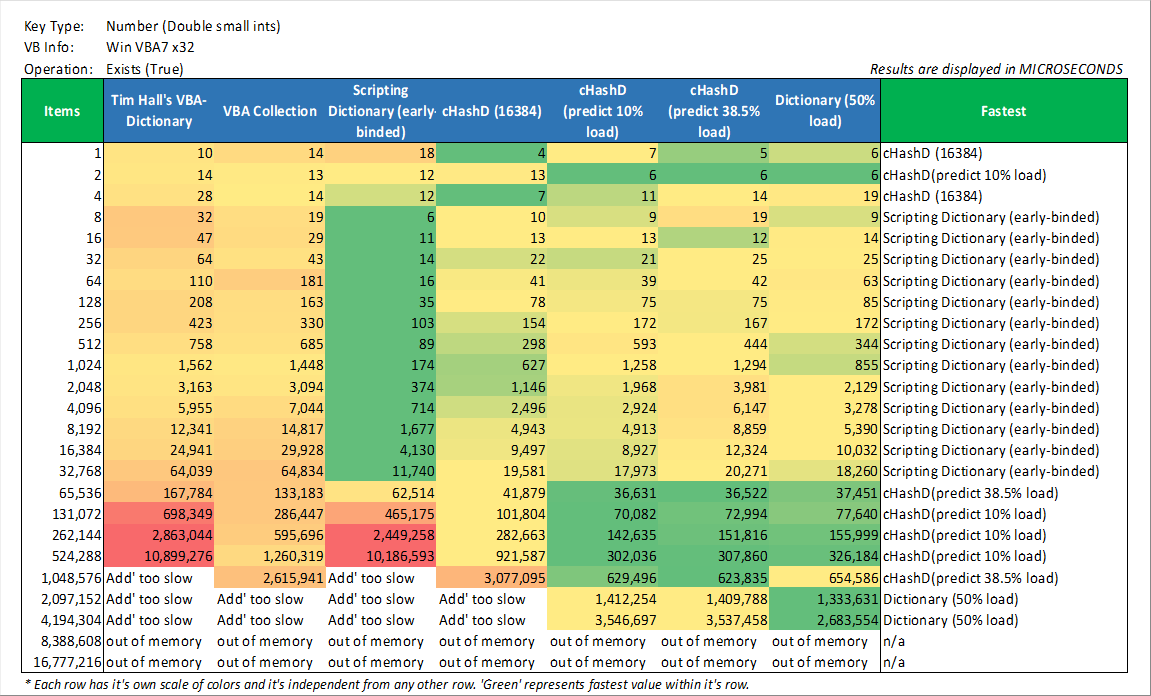 Key Type: Number (Double small ints)
VB Info: Win VBA7 x32
Operation: Exists (True) Results are displayed in MICROSECONDS
Items Tim Hall's VBA-Dictionary VBA Collection Scripting Dictionary (early-binded) cHashD (16384) cHashD (predict 10% load) cHashD (predict 38.5% load) Dictionary (50% load) Fastest
1 10 14 18 4 7 5 6 cHashD (16384)
2 14 13 12 13 6 6 6 cHashD(predict 10% load)
4 28 14 12 7 11 14 19 cHashD (16384)
8 32 19 6 10 9 19 9 Scripting Dictionary (early-binded)
16 47 29 11 13 13 12 14 Scripting Dictionary (early-binded)
32 64 43 14 22 21 25 25 Scripting Dictionary (early-binded)
64 110 181 16 41 39 42 63 Scripting Dictionary (early-binded)
128 208 163 35 78 75 75 85 Scripting Dictionary (early-binded)
256 423 330 103 154 172 167 172 Scripting Dictionary (early-binded)
512 758 685 89 298 593 444 344 Scripting Dictionary (early-binded)
1,024 1,562 1,448 174 627 1,258 1,294 855 Scripting Dictionary (early-binded)
2,048 3,163 3,094 374 1,146 1,968 3,981 2,129 Scripting Dictionary (early-binded)
4,096 5,955 7,044 714 2,496 2,924 6,147 3,278 Scripting Dictionary (early-binded)
8,192 12,341 14,817 1,677 4,943 4,913 8,859 5,390 Scripting Dictionary (early-binded)
16,384 24,941 29,928 4,130 9,497 8,927 12,324 10,032 Scripting Dictionary (early-binded)
32,768 64,039 64,834 11,740 19,581 17,973 20,271 18,260 Scripting Dictionary (early-binded)
65,536 167,784 133,183 62,514 41,879 36,631 36,522 37,451 cHashD(predict 38.5% load)
131,072 698,349 286,447 465,175 101,804 70,082 72,994 77,640 cHashD(predict 10% load)
262,144 2,863,044 595,696 2,449,258 282,663 142,635 151,816 155,999 cHashD(predict 10% load)
524,288 10,899,276 1,260,319 10,186,593 921,587 302,036 307,860 326,184 cHashD(predict 10% load)
1,048,576 Add' too slow 2,615,941 Add' too slow 3,077,095 629,496 623,835 654,586 cHashD(predict 38.5% load)
2,097,152 Add' too slow Add' too slow Add' too slow Add' too slow 1,412,254 1,409,788 1,333,631 Dictionary (50% load)
4,194,304 Add' too slow Add' too slow Add' too slow Add' too slow 3,546,697 3,537,458 2,683,554 Dictionary (50% load)
8,388,608 out of memory out of memory out of memory out of memory out of memory out of memory out of memory n/a
16,777,216 out of memory out of memory out of memory out of memory out of memory out of memory out of memory n/a
* Each row has it's own scale of colors and it's independent from any other row. 'Green' represents fastest value within it's row.